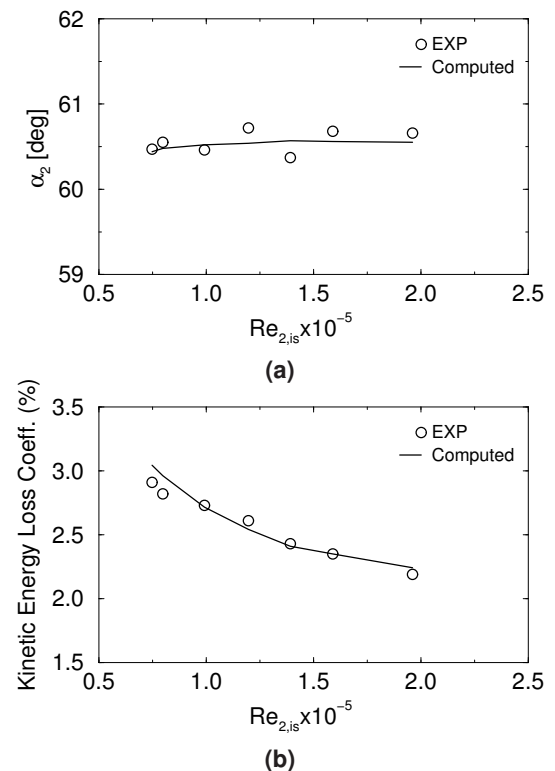 62
61
60
59
α₂ [deg]
EXP
Computed
0.5 1.0 1.5 2.0 2.5
Re₂,ᵢₛx10⁻⁵
(a)
3.5
3.0
2.5
2.0
1.5
Kinetic Energy Loss Coeff. (%)
EXP
Computed
0.5 1.0 1.5 2.0 2.5
Re₂,ᵢₛx10⁻⁵
(b)